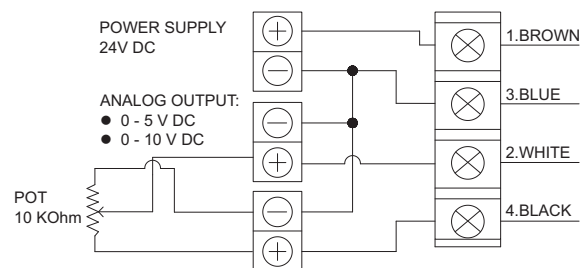 POWER SUPPLY
24V DC
ANALOG OUTPUT:
● 0 - 5 V DC
● 0 - 10 V DC
POT
10 KOhm
+
−
−
+
−
+
1.BROWN
3.BLUE
2.WHITE
4.BLACK